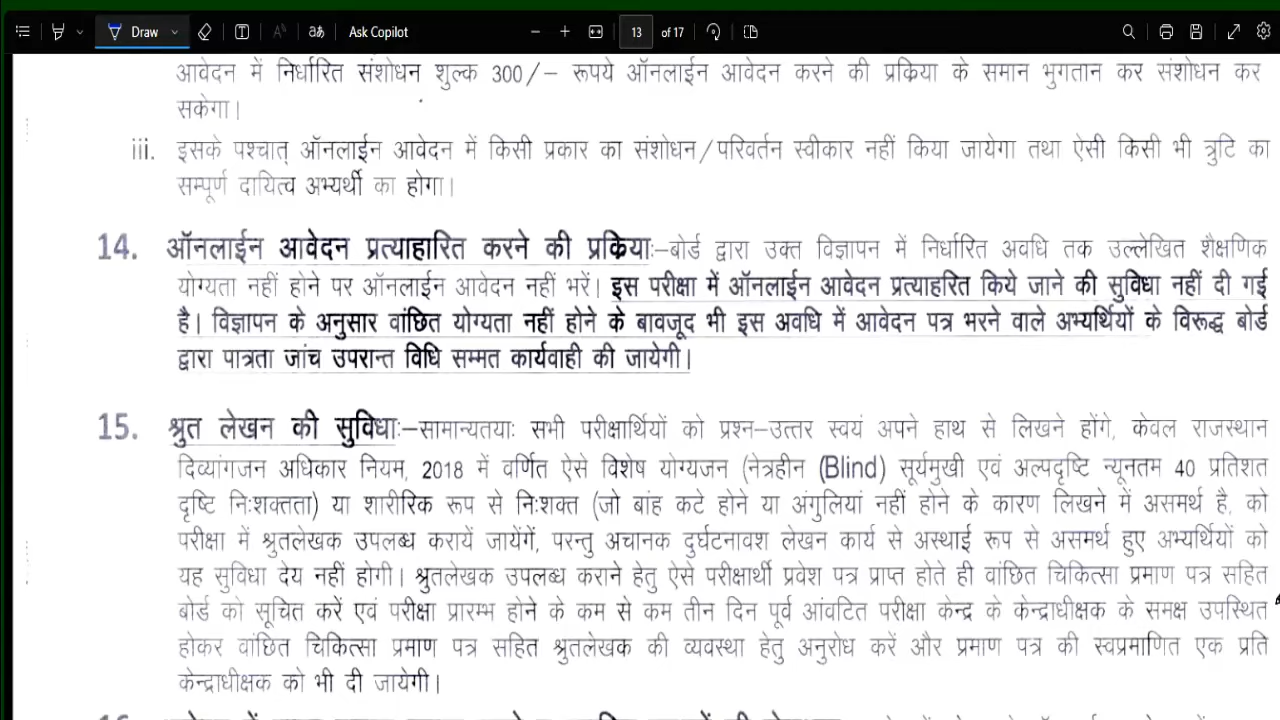 Draw
Ask Copilot
13 of 17
आवेदन में निर्धारित संशोधन शुल्क 300/- रूपये ऑनलाईन आवेदन करने की प्रक्रिया के समान भुगतान कर संशोधन कर
सकेगा।
iii. इसके पश्चात् ऑनलाईन आवेदन में किसी प्रकार का संशोधन/परिवर्तन स्वीकार नहीं किया जायेगा तथा ऐसी किसी भी त्रुटि का
सम्पूर्ण दायित्व अभ्यर्थी का होगा।
14. ऑनलाईन आवेदन प्रत्याहारित करने की प्रक्रियाः-बोर्ड द्वारा उक्त विज्ञापन में निर्धारित अवधि तक उल्लेखित शैक्षणिक
योग्यता नहीं होने पर ऑनलाईन आवेदन नहीं भरें। इस परीक्षा में ऑनलाईन आवेदन प्रत्याहरित किये जाने की सुविधा नहीं दी गई
है। विज्ञापन के अनुसार वांछित योग्यता नहीं होने के बावजूद भी इस अवधि में आवेदन पत्र भरने वाले अभ्यर्थियों के विरूद्ध बोर्ड
द्वारा पात्रता जांच उपरान्त विधि सम्मत कार्यवाही की जायेगी।
15. श्रुत लेखन की सुविधाः-सामान्यतयाः सभी परीक्षार्थियों को प्रश्न-उत्तर स्वयं अपने हाथ से लिखने होंगे, केवल राजस्थान
दिव्यांगजन अधिकार नियम, 2018 में वर्णित ऐसे विशेष योग्यजन (नेत्रहीन (Blind) सूर्यमुखी एवं अल्पदृष्टि न्यूनतम 40 प्रतिशत
दृष्टि निःशक्तता) या शारीरिक रूप से निःशक्त (जो बांह कटे होने या अंगुलियां नहीं होने के कारण लिखने में असमर्थ है, को
परीक्षा में श्रुतलेखक उपलब्ध करायें जायेंगें, परन्तु अचानक दुर्घटनावश लेखन कार्य से अस्थाई रूप से असमर्थ हुए अभ्यर्थियों को
यह सुविधा देय नहीं होगी। श्रुतलेखक उपलब्ध कराने हेतु ऐसे परीक्षार्थी प्रवेश पत्र प्राप्त होते ही वांछित चिकित्सा प्रमाण पत्र सहित
बोर्ड को सूचित करें एवं परीक्षा प्रारम्भ होने के कम से कम तीन दिन पूर्व आंवटित परीक्षा केन्द्र के केन्द्राधीक्षक के समक्ष उपस्थित
होकर वांछित चिकित्सा प्रमाण पत्र सहित श्रुतलेखक की व्यवस्था हेतु अनुरोध करें और प्रमाण पत्र की स्वप्रमाणित एक प्रति
केन्द्राधीक्षक को भी दी जायेगी।